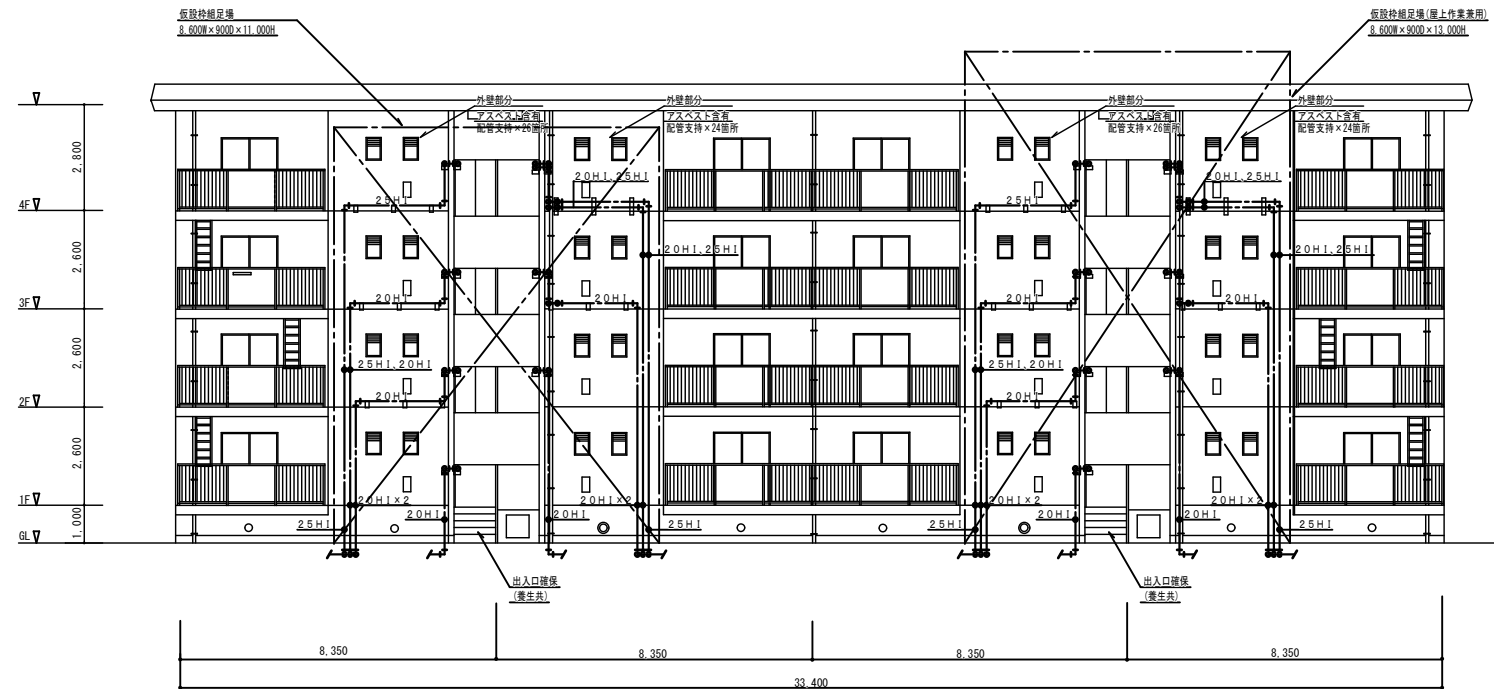 仮設枠組足場
8.600W×900D×11.000H
仮設枠組足場(屋上作業兼用)
8.600W×900D×13.000H
外壁部分
アスベスト含有
配管支持×26箇所
外壁部分
アスベスト含有
配管支持×24箇所
外壁部分
アスベスト含有
配管支持×26箇所
外壁部分
アスベスト含有
配管支持×24箇所
2,800
4F
2,600
3F
2,600
2F
2,600
1F
1,000
GL
25HI
20HI,25HI
25HI
20HI,25HI
20HI,25HI
20HI,25HI
20HI
20HI
20HI
20HI
25HI,20HI
25HI,20HI
20HI
20HI
20HI×2
20HI×2
20HI×2
20HI×2
25HI
20HI
20HI
25HI
25HI
20HI
20HI
25HI
出入口確保
(養生共)
出入口確保
(養生共)
8.350
8.350
8.350
8.350
33.400